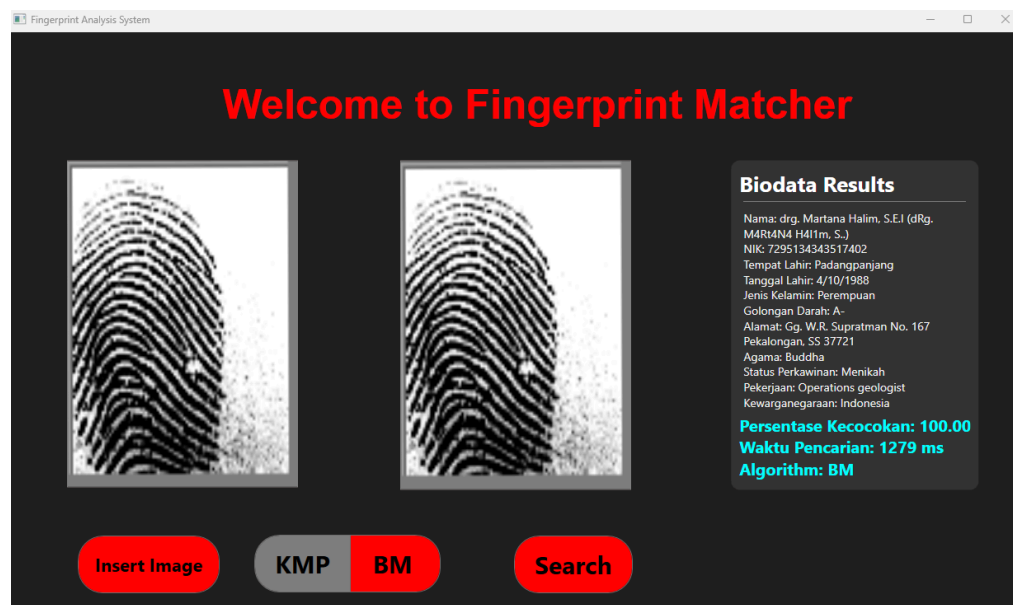 Fingerprint Analysis System
Welcome to Fingerprint Matcher
Biodata Results
Nama: drg. Martana Halim, S.E.I (dRg.
M4Rt4N4 H4l1m, S..)
NIK: 7295134343517402
Tempat Lahir: Padangpanjang
Tanggal Lahir: 4/10/1988
Jenis Kelamin: Perempuan
Golongan Darah: A-
Alamat: Gg. W.R. Supratman No. 167
Pekalongan, SS 37721
Agama: Buddha
Status Perkawinan: Menikah
Pekerjaan: Operations geologist
Kewarganegaraan: Indonesia
Persentase Kecocokan: 100.00
Waktu Pencarian: 1279 ms
Algorithm: BM
Insert Image
KMP
BM
Search